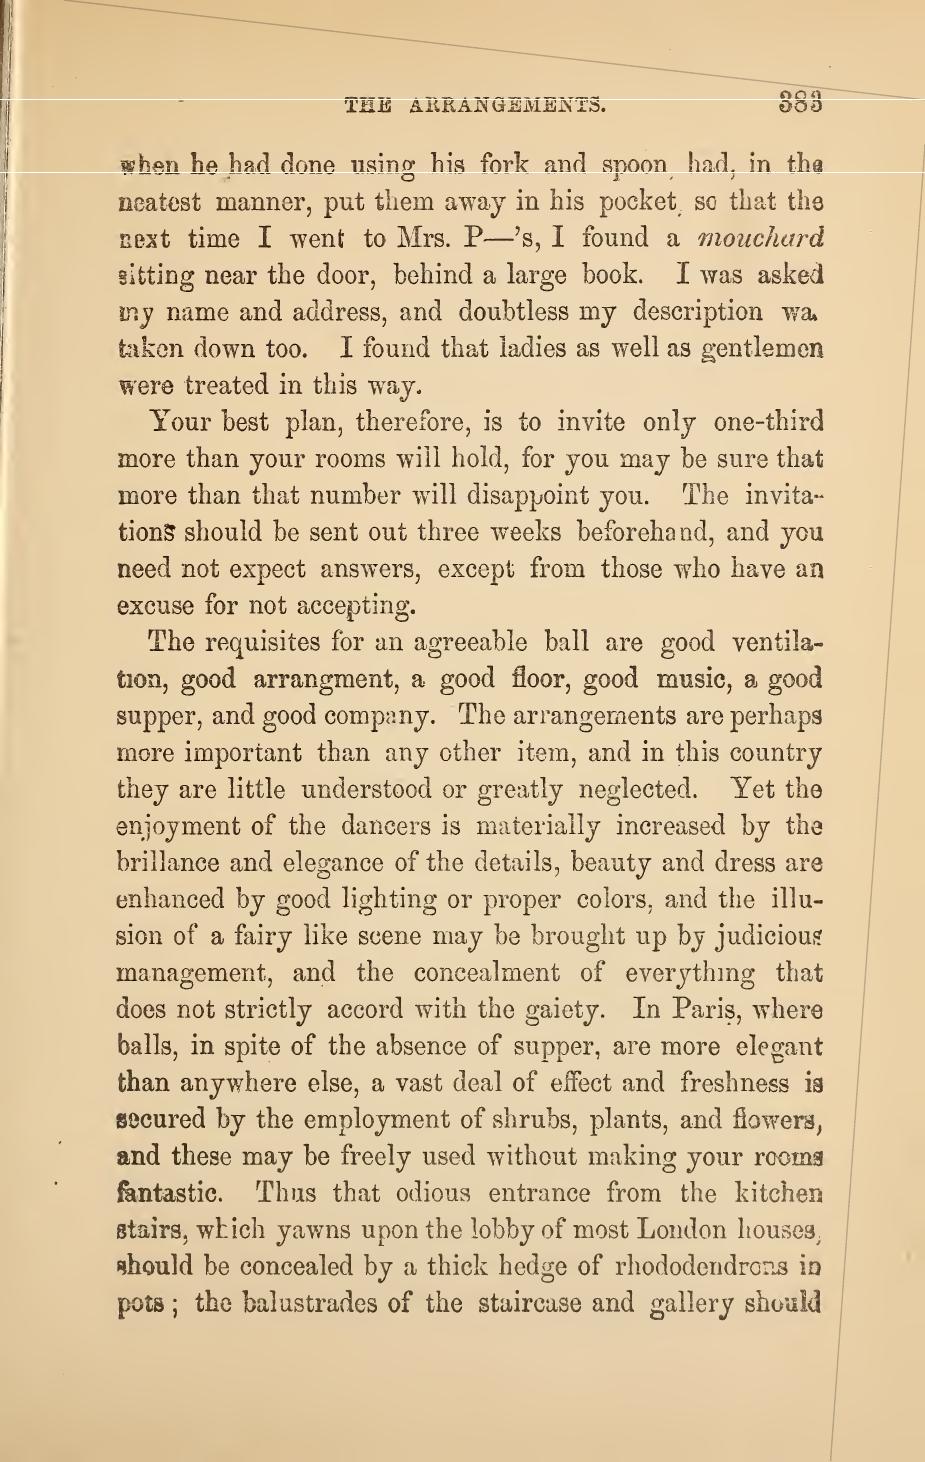 THE ARRANGEMENTS. 383
when he had done using his fork and spoon had, in the
neatest manner, put them away in his pocket, so that the
next time I went to Mrs. P—'s, I found a mouchard
sitting near the door, behind a large book. I was asked
my name and address, and doubtless my description wa
taken down too. I found that ladies as well as gentlemen
were treated in this way.
Your best plan, therefore, is to invite only one-third
more than your rooms will hold, for you may be sure that
more than that number will disappoint you. The invita-
tions should be sent out three weeks beforehand, and you
need not expect answers, except from those who have an
excuse for not accepting.
The requisites for an agreeable ball are good ventila-
tion, good arrangment, a good floor, good music, a good
supper, and good company. The arrangements are perhaps
more important than any other item, and in this country
they are little understood or greatly neglected. Yet the
enjoyment of the dancers is materially increased by the
brillance and elegance of the details, beauty and dress are
enhanced by good lighting or proper colors, and the illu-
sion of a fairy like scene may be brought up by judicious
management, and the concealment of everything that
does not strictly accord with the gaiety. In Paris, where
balls, in spite of the absence of supper, are more elegant
than anywhere else, a vast deal of effect and freshness is
secured by the employment of shrubs, plants, and flowers,
and these may be freely used without making your rooms
fantastic. Thus that odious entrance from the kitchen
stairs, which yawns upon the lobby of most London houses,
should be concealed by a thick hedge of rhododendrons in
pots ; the balustrades of the staircase and gallery should